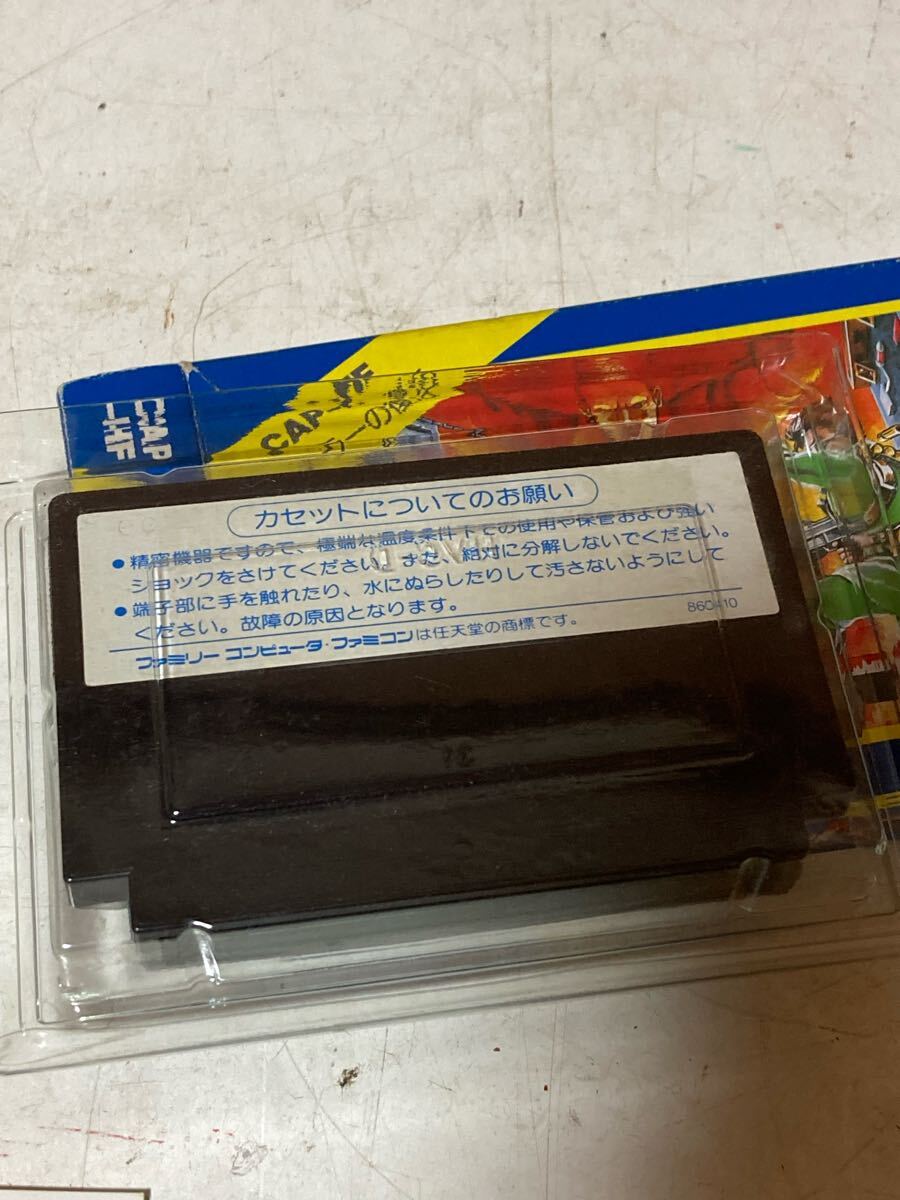 カセットについてのお願い
●精密機器ですので、極端な温度条件下での使用や保管および強い
ショックをさけてください。また、絶対に分解しないでください。
●端子部に手を触れたり、水にぬらしたりして汚さないようにして
ください。故障の原因となります。
860410
ファミリー コンピュータ・ファミコンは任天堂の商標です。
CAP
-HF
CAP-HF